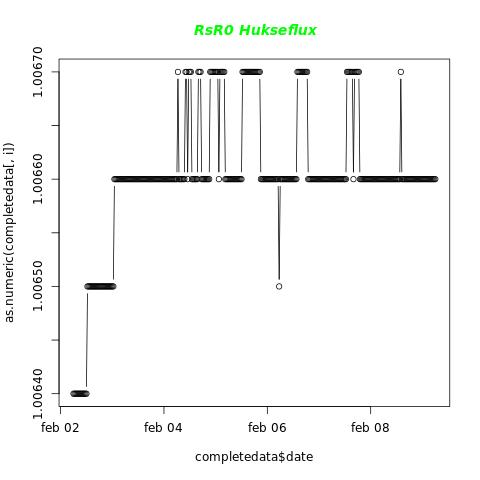 RsR0 Hukseflux
1.00670
1.00660
1.00650
1.00640
as.numeric(completedata[, i])
feb 02
feb 04
feb 06
feb 08
completedata$date